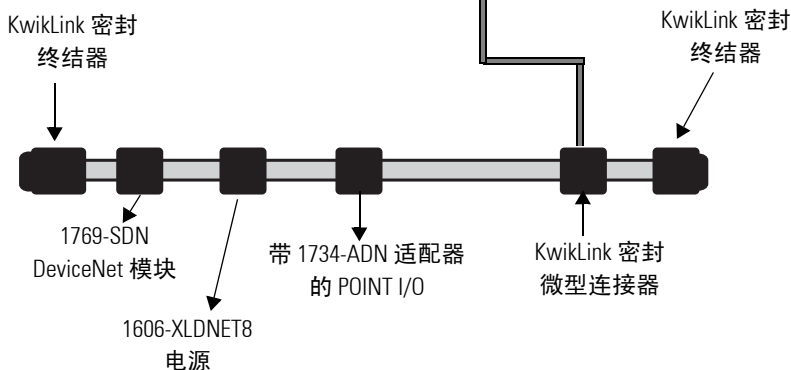 KwikLink 密封
终结器
KwikLink 密封
终结器
1769-SDN
DeviceNet 模块
带 1734-ADN 适配器
的 POINT I/O
KwikLink 密封
微型连接器
1606-XLDNET8
电源